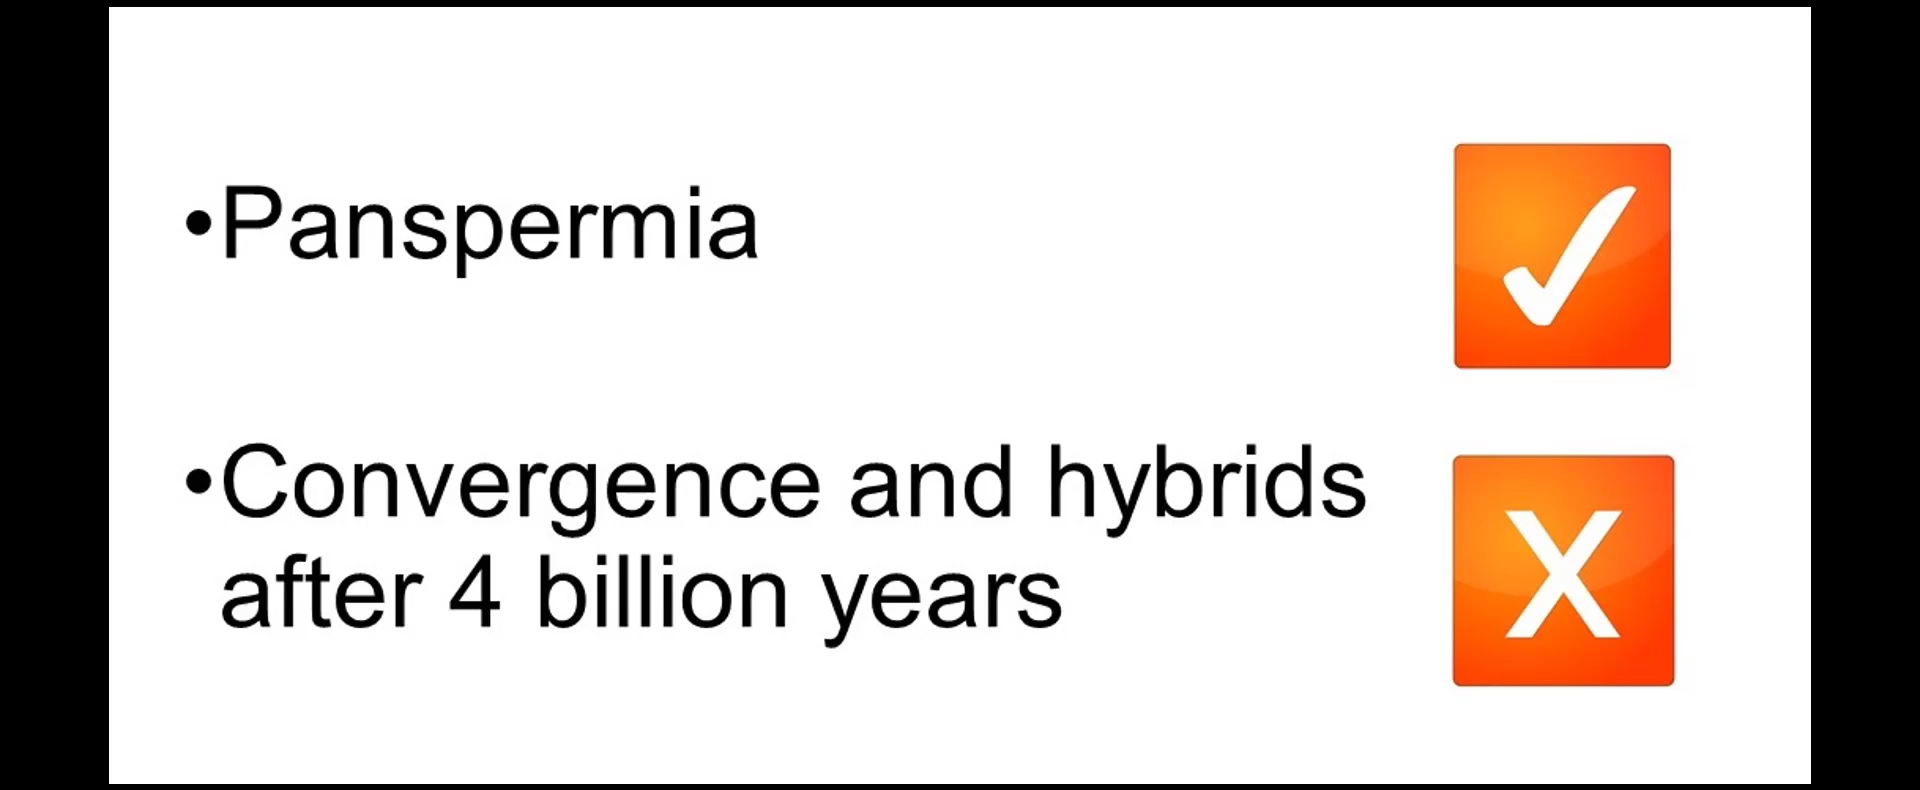 •Panspermia
✓
•Convergence and hybrids
after 4 billion years
X